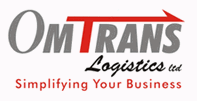 OMTRANS
Logistics ltd
Simplifying Your Business